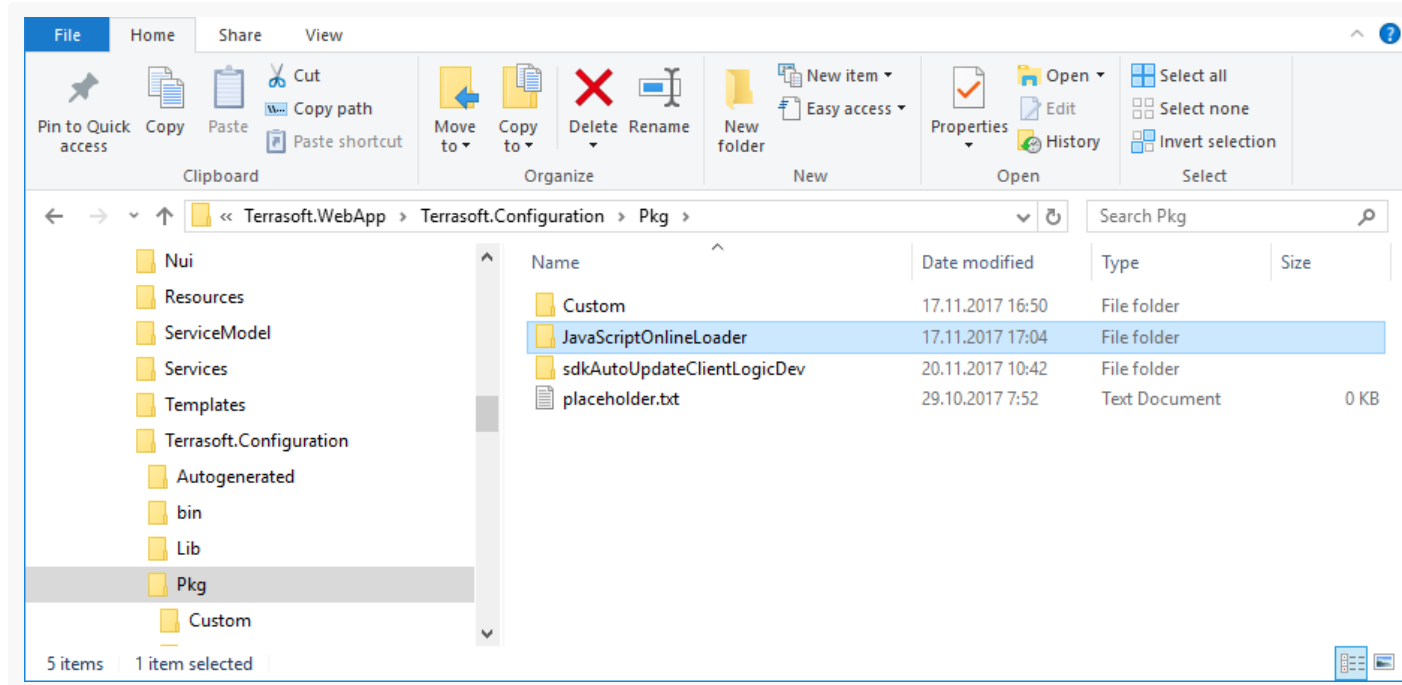 File Home Share View
Pin to Quick access
Copy
Paste
Cut
Copy path
Paste shortcut
Clipboard
Move to
Copy to
Delete
Rename
Organize
New folder
New item
Easy access
New
Properties
Open
Edit
History
Open
Select all
Select none
Invert selection
Select
« Terrasoft.WebApp > Terrasoft.Configuration > Pkg >
Search Pkg
Nui
Resources
ServiceModel
Services
Templates
Terrasoft.Configuration
Autogenerated
bin
Lib
Pkg
Custom
Name Date modified Type Size
Custom 17.11.2017 16:50 File folder
JavaScriptOnlineLoader 17.11.2017 17:04 File folder
sdkAutoUpdateClientLogicDev 20.11.2017 10:42 File folder
placeholder.txt 29.10.2017 7:52 Text Document 0 KB
5 items 1 item selected